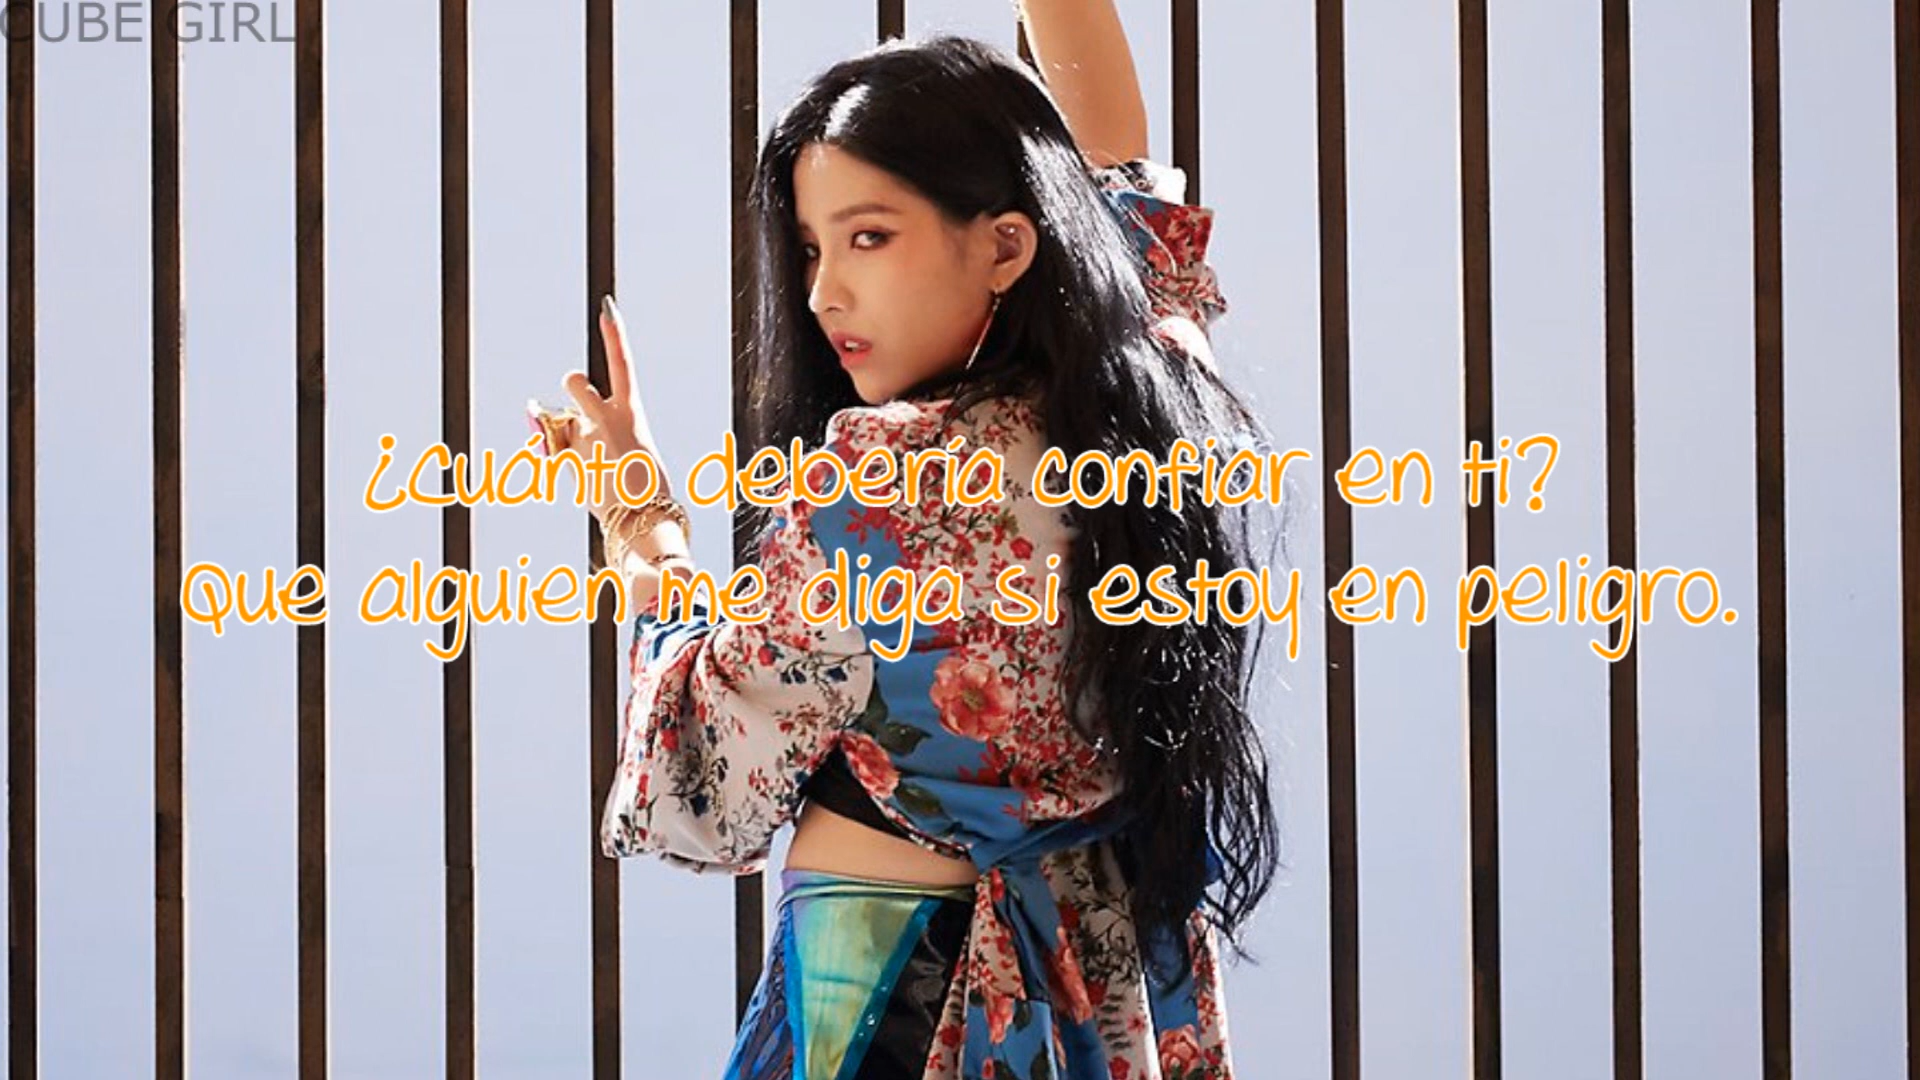 CUBE GIRL
¿Cuánto debería confiar en ti?
Que alguien me diga si estoy en peligro.